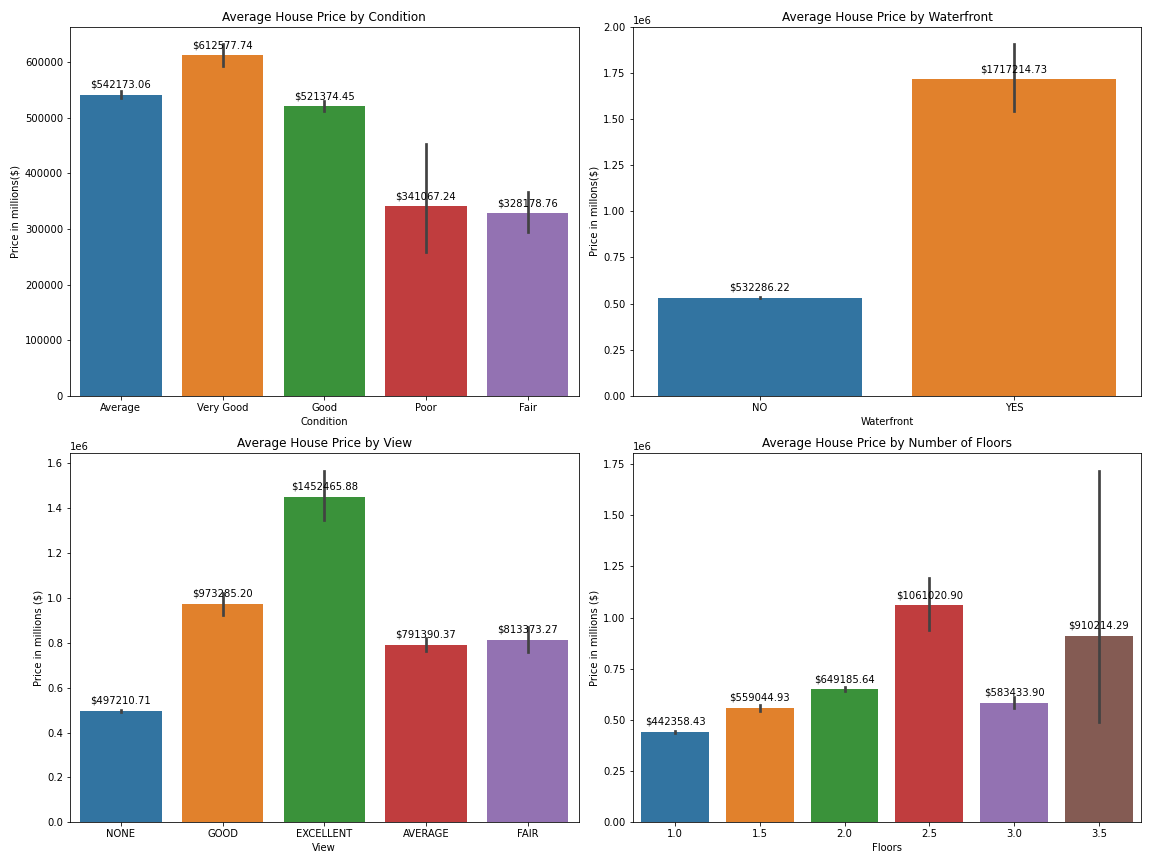 Average House Price by Condition
Price in millions($)
600000
500000
400000
300000
200000
100000
0
$542173.06
$612577.74
$521374.45
$341067.24
$328178.76
Average Very Good Good Poor Fair
Condition
Average House Price by Waterfront
1e6
Price in millons($)
2.00
1.75
1.50
1.25
1.00
0.75
0.50
0.25
0.00
$532286.22
$1717214.73
NO YES
Waterfront
Average House Price by View
1e6
Price in millions ($)
1.6
1.4
1.2
1.0
0.8
0.6
0.4
0.2
0.0
$497210.71
$973285.20
$1452465.88
$791390.37
$813373.27
NONE GOOD EXCELLENT AVERAGE FAIR
View
Average House Price by Number of Floors
1e6
Price in millions ($)
1.75
1.50
1.25
1.00
0.75
0.50
0.25
0.00
$442358.43
$559044.93
$649185.64
$1061020.90
$583433.90
$910214.29
1.0 1.5 2.0 2.5 3.0 3.5
Floors